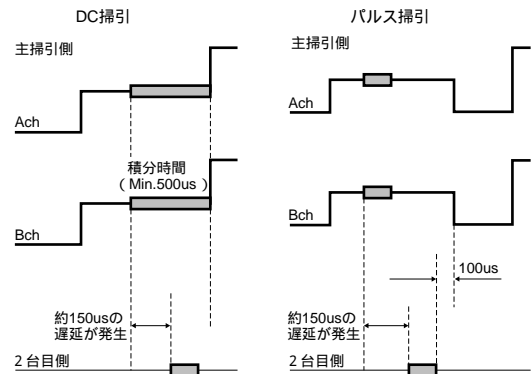 DC掃引
主掃引側
Ach
積分時間
（Min.500us）
Bch
約150usの
遅延が発生
2台目側
パルス掃引
主掃引側
Ach
Bch
100us
約150usの
遅延が発生
2台目側